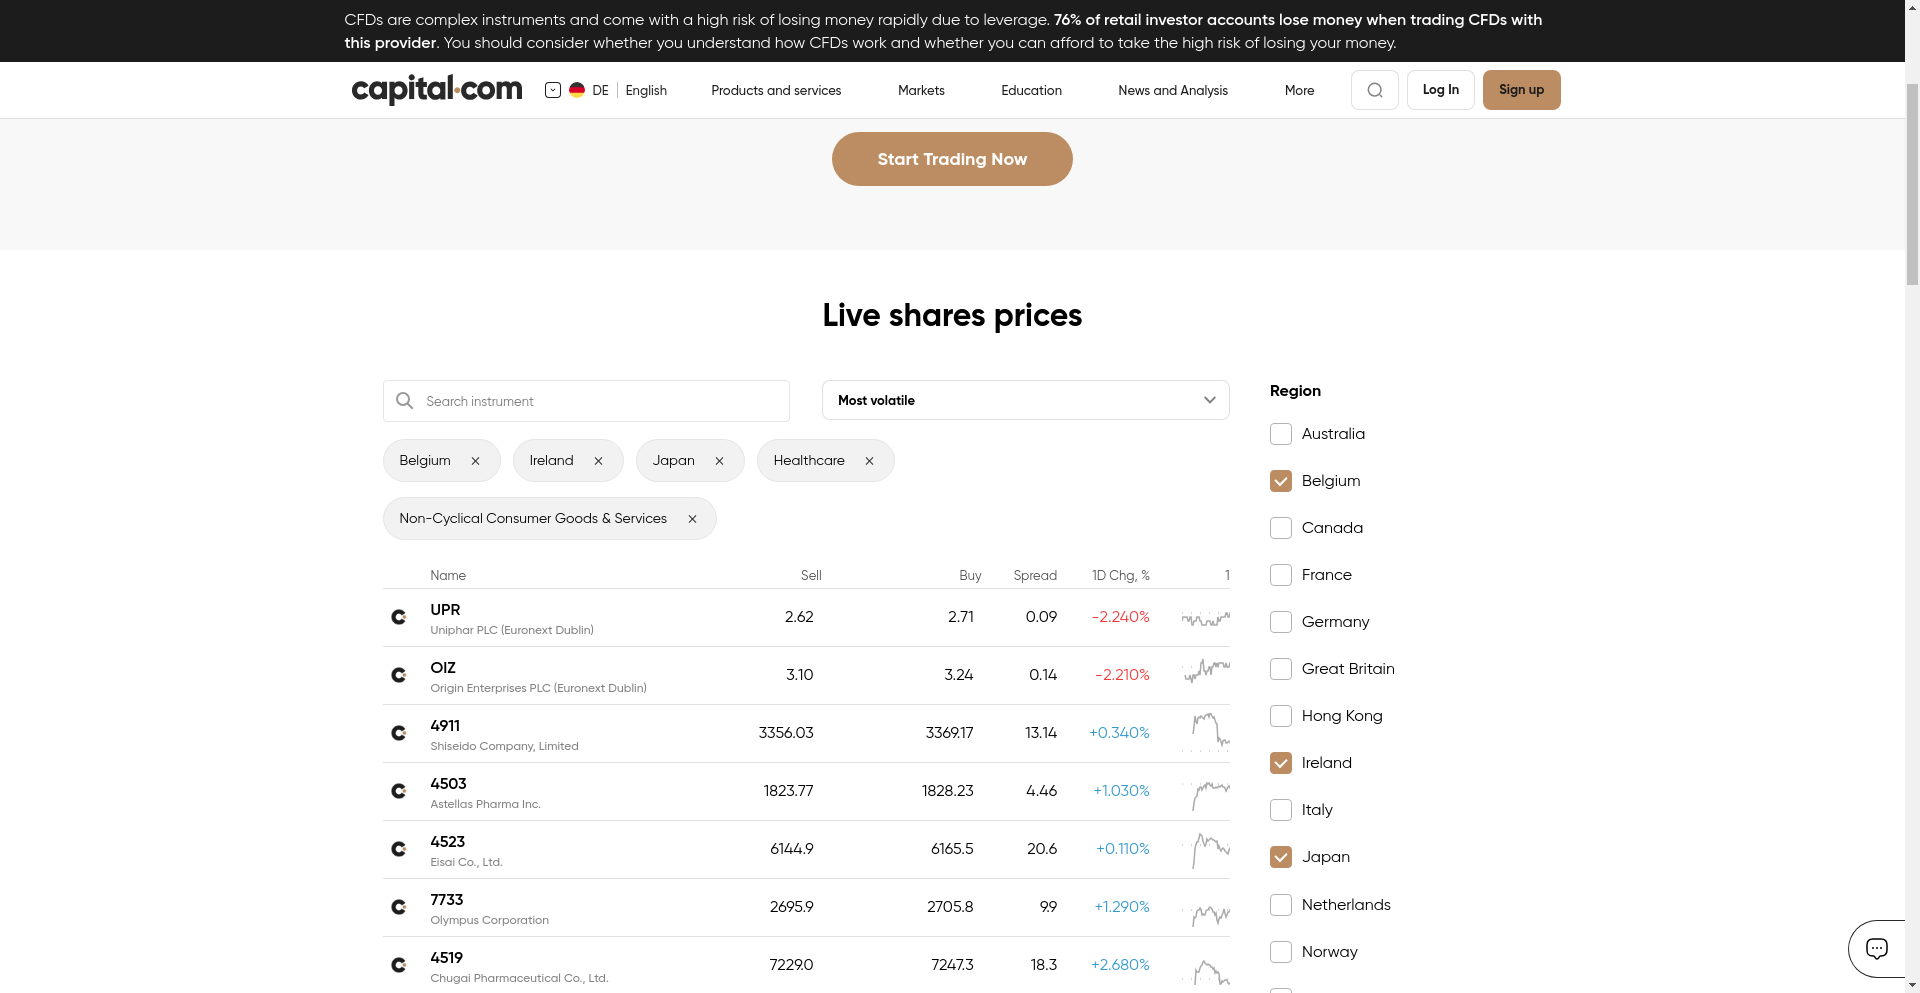 CFDs are complex instruments and come with a high risk of losing money rapidly due to leverage. 76% of retail investor accounts lose money when trading CFDs with
this provider. You should consider whether you understand how CFDs work and whether you can afford to take the high risk of losing your money.
capital.com DE English Products and services Markets Education News and Analysis More Log In Sign up
Start Trading Now
Live shares prices
Search instrument Most volatile
Belgium × Ireland × Japan × Healthcare ×
Non-Cyclical Consumer Goods & Services ×
Name Sell Buy Spread 1D Chg, % 1
UPR 2.62 2.71 0.09 -2.240%
Uniphar PLC (Euronext Dublin)
OIZ 3.10 3.24 0.14 -2.210%
Origin Enterprises PLC (Euronext Dublin)
4911 3356.03 3369.17 13.14 +0.340%
Shiseido Company, Limited
4503 1823.77 1828.23 4.46 +1.030%
Astellas Pharma Inc.
4523 6144.9 6165.5 20.6 +0.110%
Eisai Co., Ltd.
7733 2695.9 2705.8 9.9 +1.290%
Olympus Corporation
4519 7229.0 7247.3 18.3 +2.680%
Chugai Pharmaceutical Co., Ltd.
Region
Australia
Belgium
Canada
France
Germany
Great Britain
Hong Kong
Ireland
Italy
Japan
Netherlands
Norway